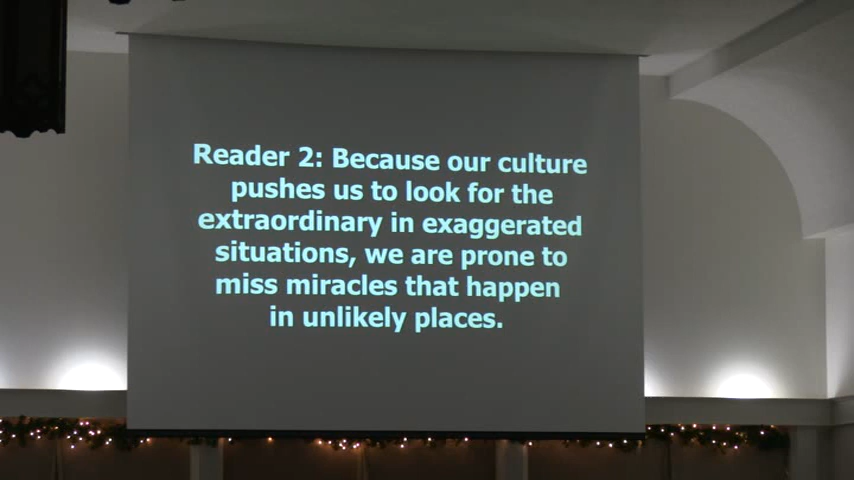 Reader 2: Because our culture
pushes us to look for the
extraordinary in exaggerated
situations, we are prone to
miss miracles that happen
in unlikely places.